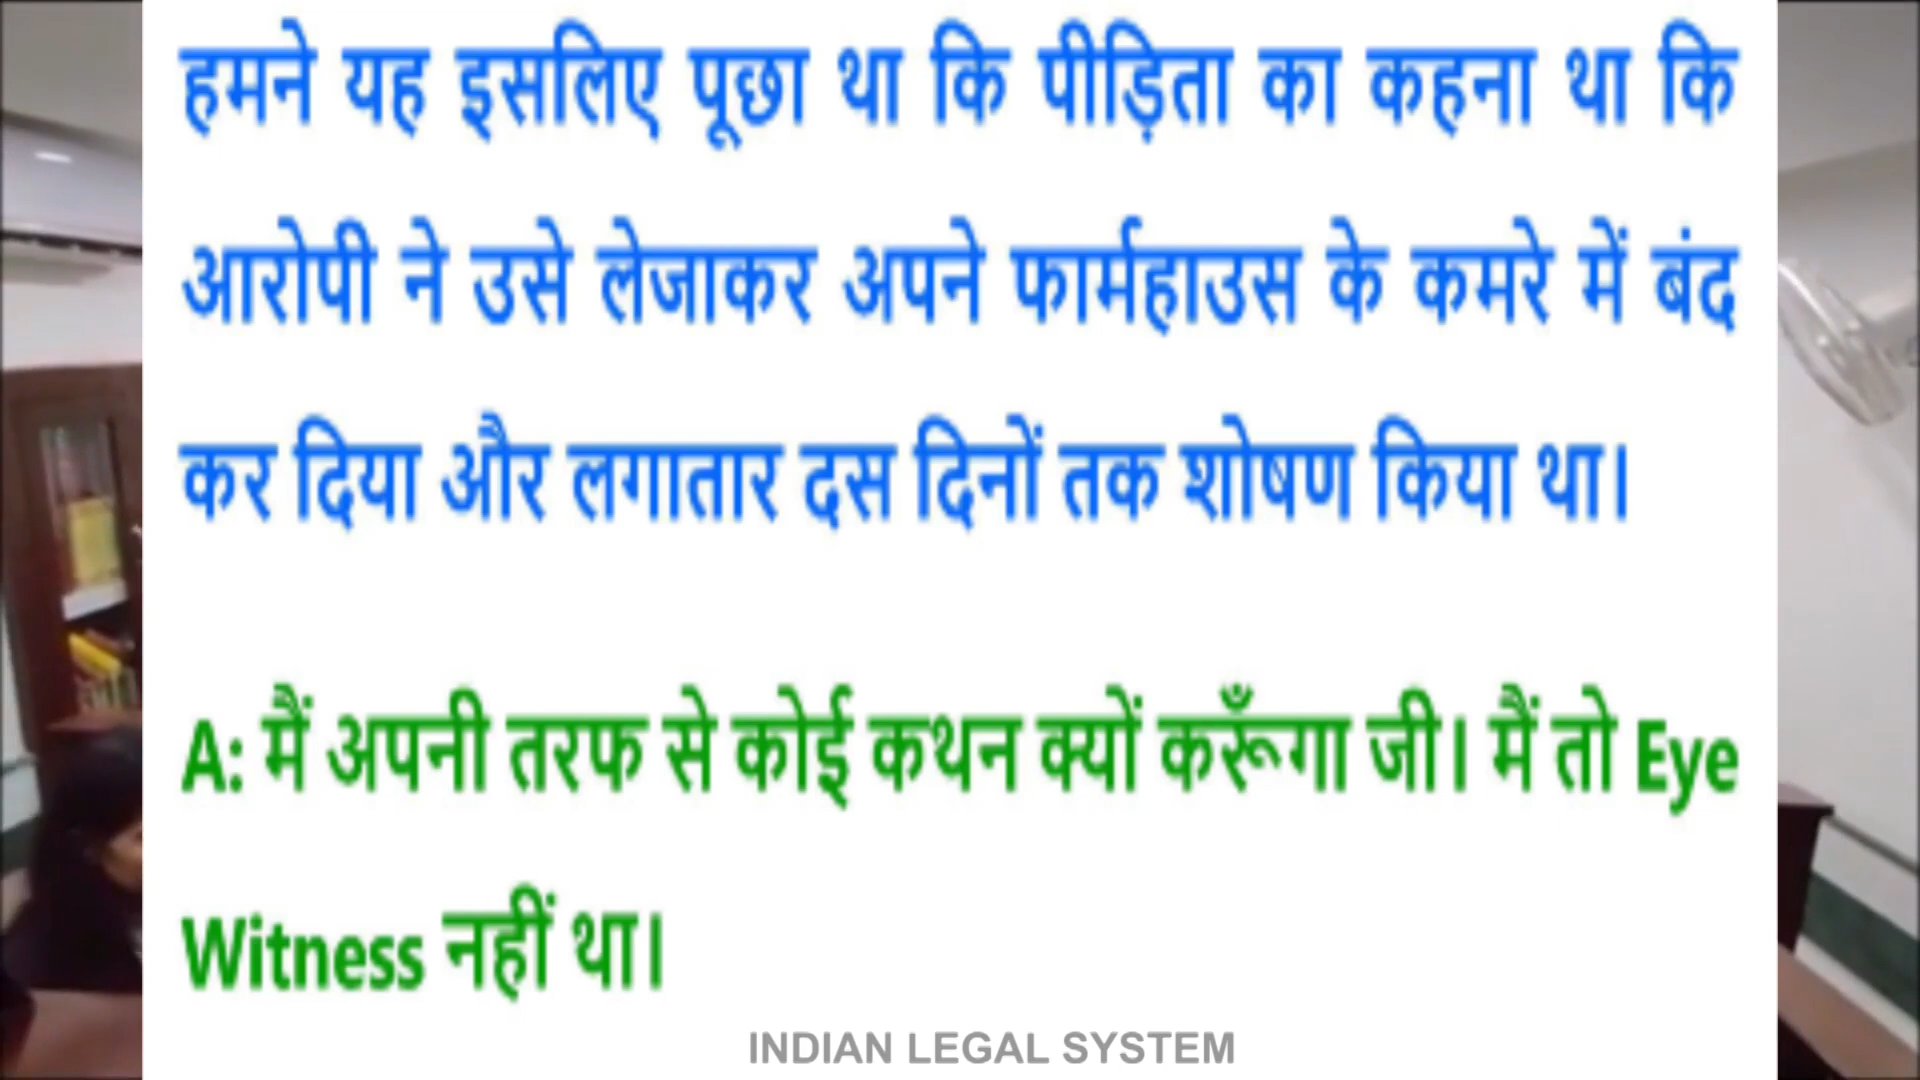 हमने यह इसलिए पूछा था कि पीड़िता का कहना था कि
आरोपी ने उसे लेजाकर अपने फार्महाउस के कमरे में बंद
कर दिया और लगातार दस दिनों तक शोषण किया था।
A: मैं अपनी तरफ से कोई कथन क्यों करूँगा जी। मैं तो Eye
Witness नहीं था।
INDIAN LEGAL SYSTEM